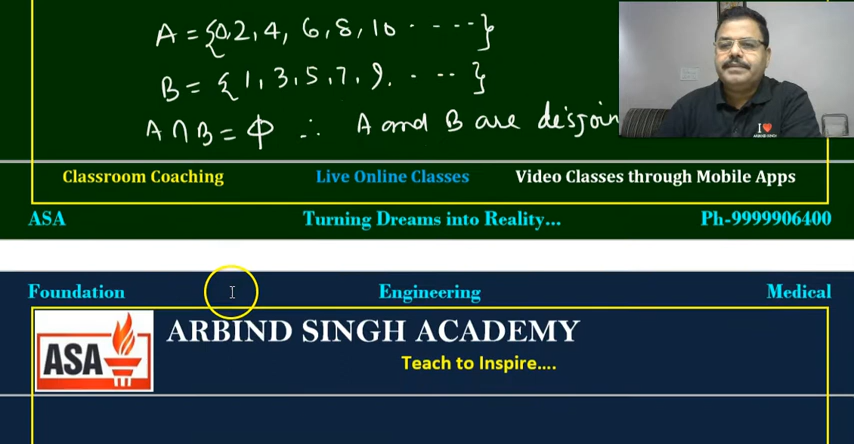 A = {0,2,4, 6,8,10 ......}
B = {1,3,5,7,9, .....}
A ∩ B = Φ ∴ A and B are disjoin
I ❤
ARBIND SINGH
Classroom Coaching Live Online Classes Video Classes through Mobile Apps
ASA Turning Dreams into Reality... Ph-9999906400
Foundation Engineering Medical
ASA
ARBIND SINGH ACADEMY
Teach to Inspire....